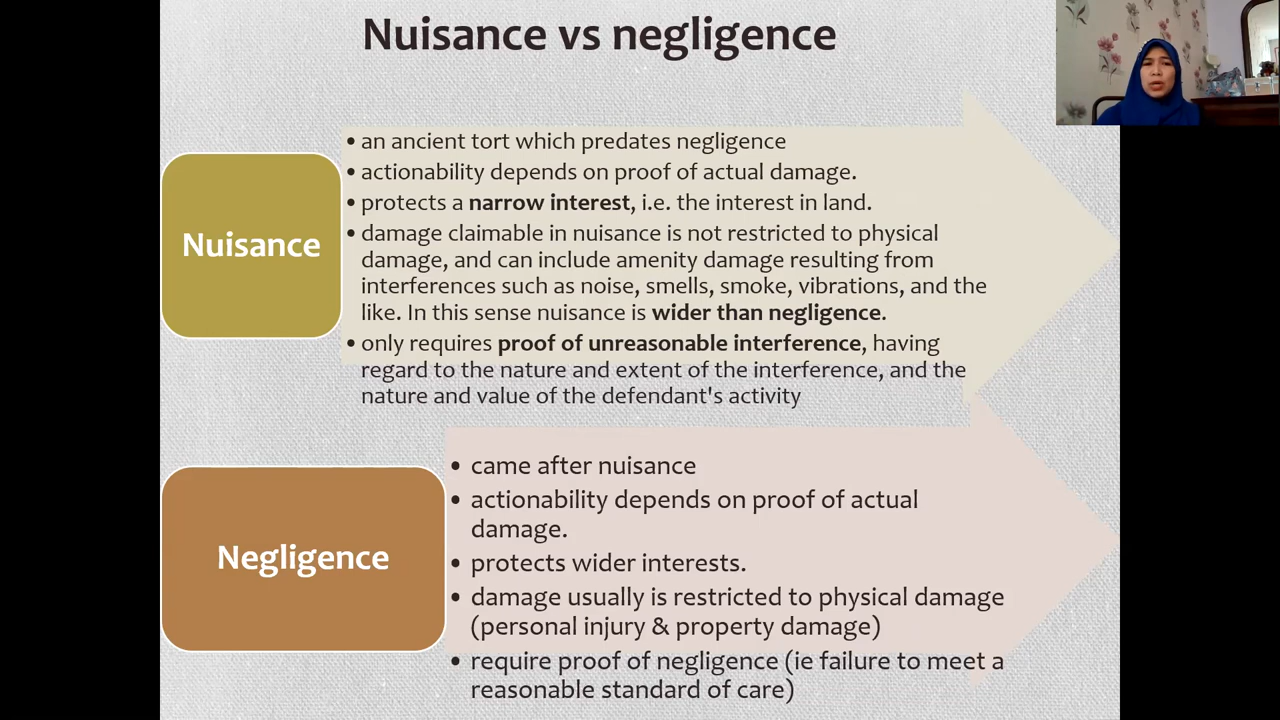 Nuisance vs negligence
Nuisance
• an ancient tort which predates negligence
• actionability depends on proof of actual damage.
• protects a narrow interest, i.e. the interest in land.
• damage claimable in nuisance is not restricted to physical
damage, and can include amenity damage resulting from
interferences such as noise, smells, smoke, vibrations, and the
like. In this sense nuisance is wider than negligence.
• only requires proof of unreasonable interference, having
regard to the nature and extent of the interference, and the
nature and value of the defendant's activity
Negligence
• came after nuisance
• actionability depends on proof of actual
damage.
• protects wider interests.
• damage usually is restricted to physical damage
(personal injury & property damage)
• require proof of negligence (ie failure to meet a
reasonable standard of care)